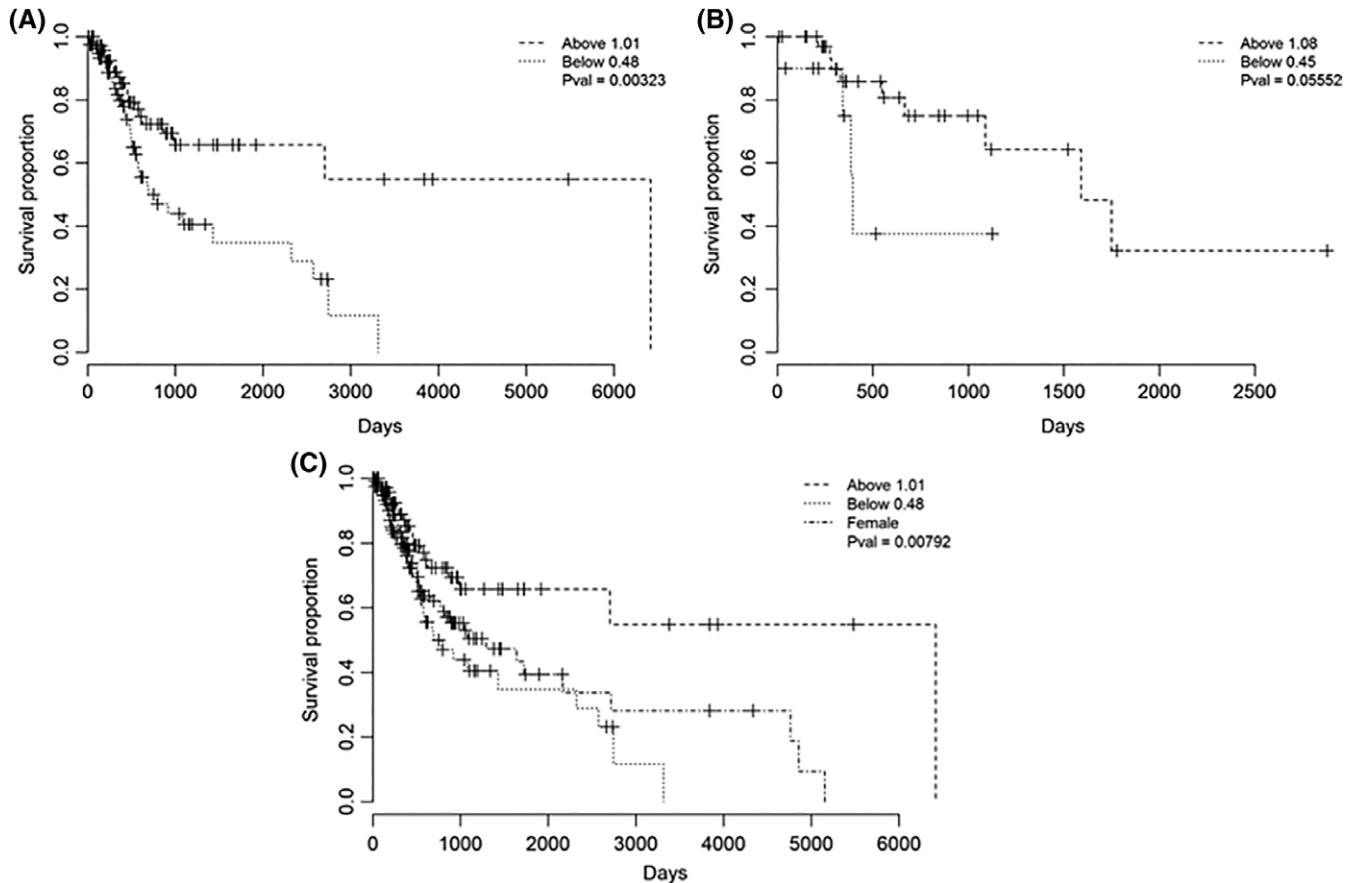 (A)
Survival proportion
1.0
0.8
0.6
0.4
0.2
0.0
Above 1.01
Below 0.48
Pval = 0.00323
0 1000 2000 3000 4000 5000 6000
Days
(B)
Survival proportion
1.0
0.8
0.6
0.4
0.2
0.0
Above 1.08
Below 0.45
Pval = 0.05552
0 500 1000 1500 2000 2500
Days
(C)
Survival proportion
1.0
0.8
0.6
0.4
0.2
0.0
Above 1.01
Below 0.48
Female
Pval = 0.00792
0 1000 2000 3000 4000 5000 6000
Days